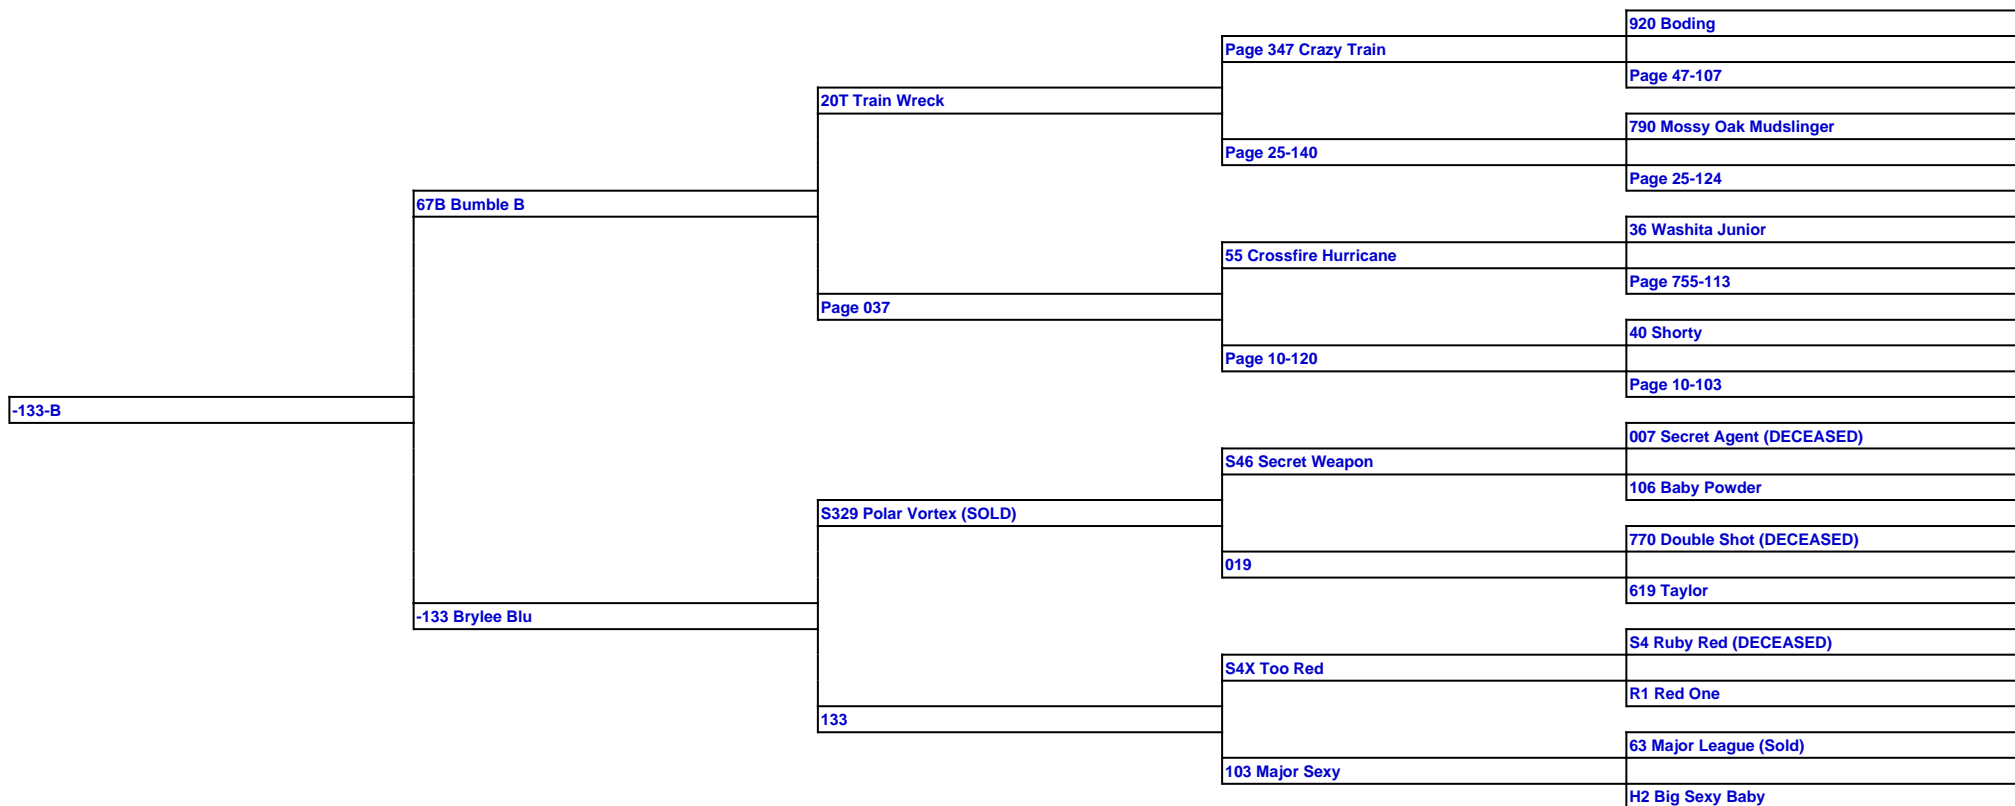 920 Boding
Page 347 Crazy Train
Page 47-107
20T Train Wreck
790 Mossy Oak Mudslinger
Page 25-140
Page 25-124
67B Bumble B
36 Washita Junior
55 Crossfire Hurricane
Page 755-113
Page 037
40 Shorty
Page 10-120
Page 10-103
-133-B
007 Secret Agent (DECEASED)
S46 Secret Weapon
106 Baby Powder
S329 Polar Vortex (SOLD)
770 Double Shot (DECEASED)
019
619 Taylor
-133 Brylee Blu
S4 Ruby Red (DECEASED)
S4X Too Red
R1 Red One
133
63 Major League (Sold)
103 Major Sexy
H2 Big Sexy Baby